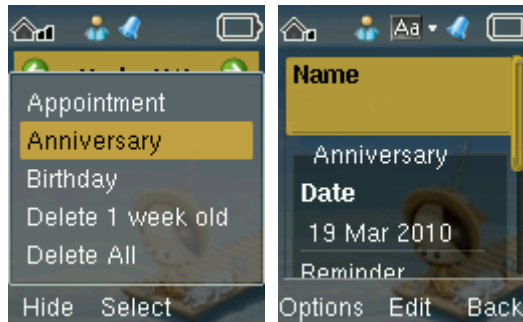 Appointment
Anniversary
Birthday
Delete 1 week old
Delete All
Hide Select
Aa
Name
Anniversary
Date
19 Mar 2010
Reminder
Options Edit Back